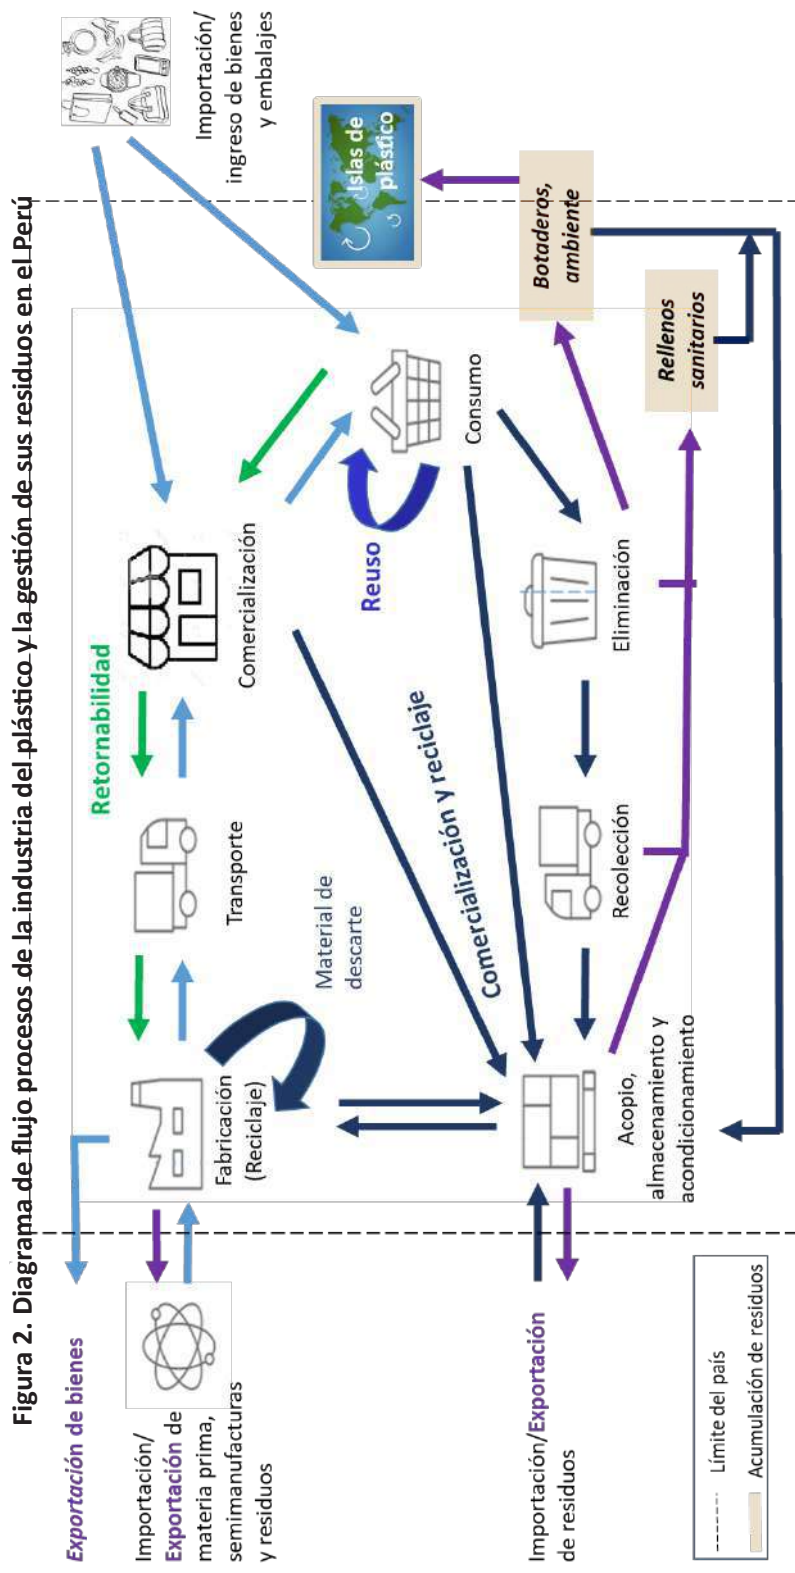 Figura 2. Diagrama de flujo procesos de la industria del plástico y la gestión de sus residuos en el Perú
Exportación de bienes
Importación/
Exportación de
materia prima,
semimanufacturas
y residuos
Fabricación
(Reciclaje)
Transporte
Retornabilidad
Comercialización
Importación/
ingreso de bienes
y embalajes
Material de
descarte
Reuso
Consumo
Islas de
plástico
Comercialización y reciclaje
Importación/Exportación
de residuos
Acopio,
almacenamiento y
acondicionamiento
Recolección
Eliminación
Botaderos,
ambiente
Rellenos
sanitarios
Límite del país
Acumulación de residuos